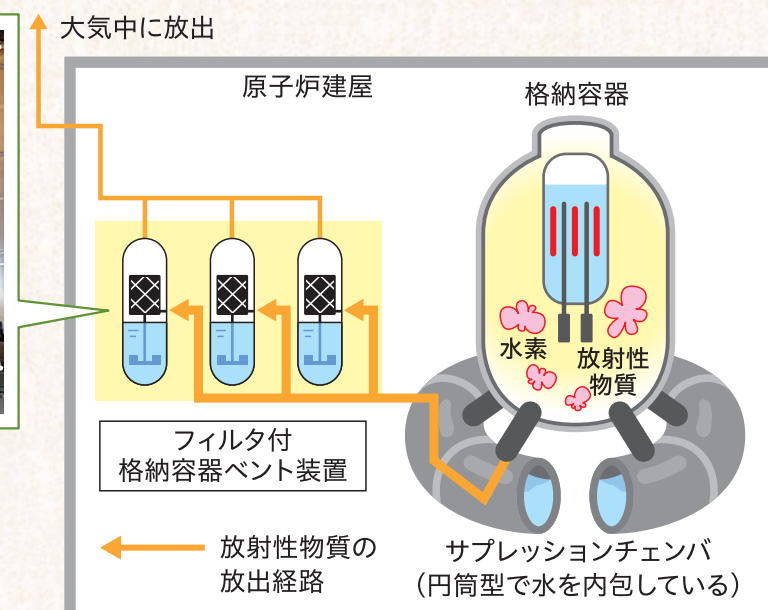 大気中に放出
原子炉建屋
格納容器
水素
放射性
物質
フィルタ付
格納容器ベント装置
放射性物質の
放出経路
サプレッションチェンバ
（円筒型で水を内包している）